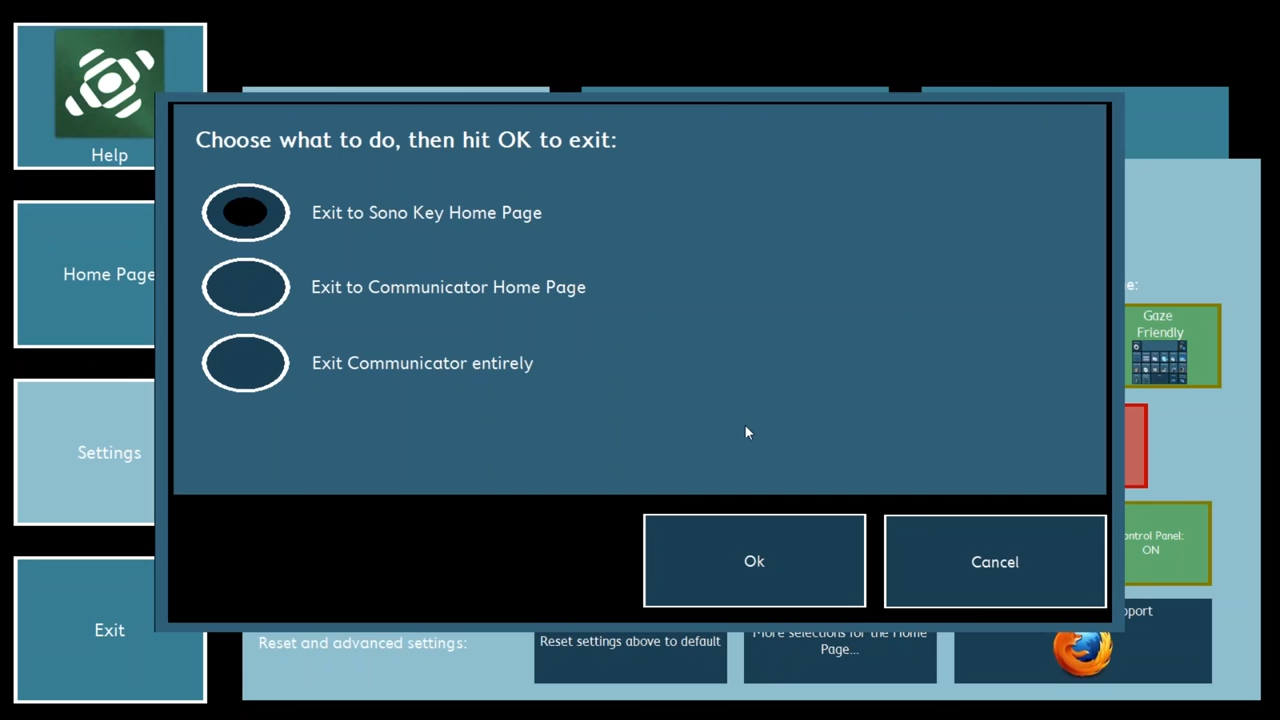 Help
Home Page
Settings
Exit
Choose what to do, then hit OK to exit:
Exit to Sono Key Home Page
Exit to Communicator Home Page
Exit Communicator entirely
Ok
Cancel
e:
Gaze
Friendly
ontrol Panel:
ON
Reset and advanced settings:
Reset settings above to default
More selections for the Home
Page...
pport